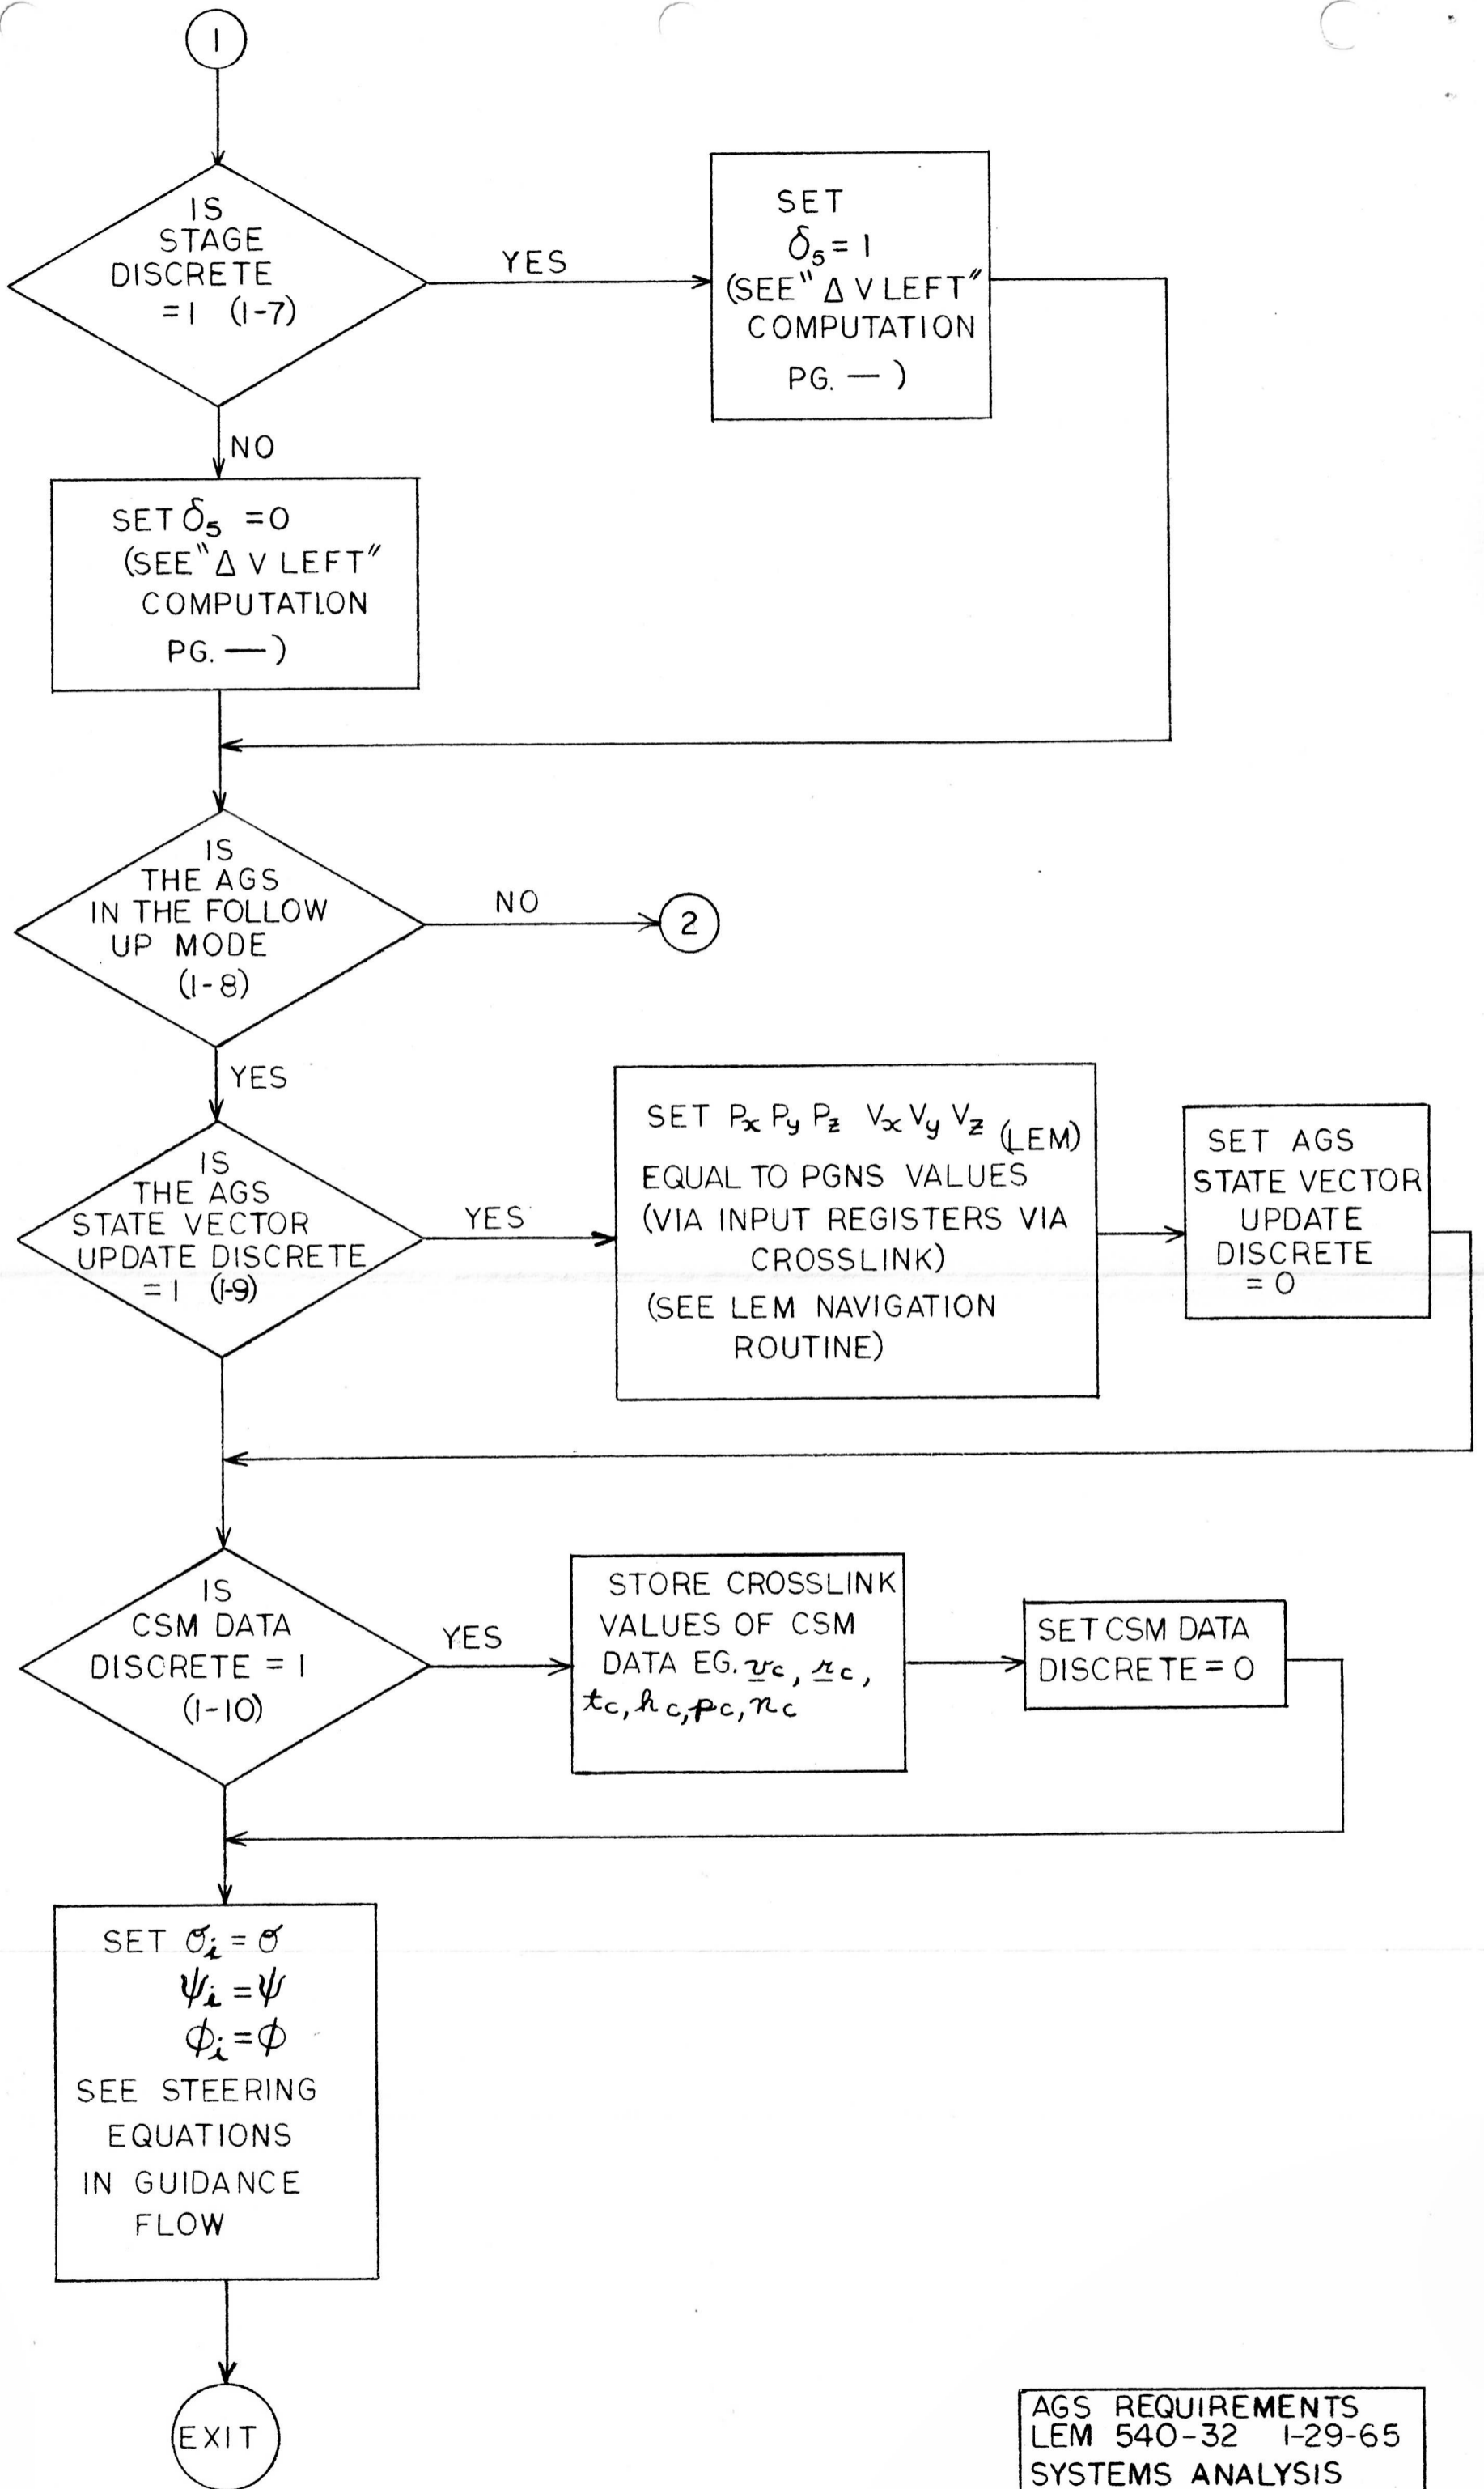 1
IS
STAGE
DISCRETE
=1 (1-7)
YES
SET
δ₅=1
(SEE "Δ V LEFT"
COMPUTATION
PG. — )
NO
SET δ₅ =0
(SEE "Δ V LEFT"
COMPUTATION
PG. — )
IS
THE AGS
IN THE FOLLOW
UP MODE
(1-8)
NO
2
YES
IS
THE AGS
STATE VECTOR
UPDATE DISCRETE
=1 (1-9)
YES
SET Px Py Pz Vx Vy Vz (LEM)
EQUAL TO PGNS VALUES
(VIA INPUT REGISTERS VIA
CROSSLINK)
(SEE LEM NAVIGATION
ROUTINE)
SET AGS
STATE VECTOR
UPDATE
DISCRETE
= 0
IS
CSM DATA
DISCRETE = 1
(1-10)
YES
STORE CROSSLINK
VALUES OF CSM
DATA EG. vc, rc,
tc, hc, pc, nc
SET CSM DATA
DISCRETE = 0
SET σi = σ
ψi = ψ
ϕi = ϕ
SEE STEERING
EQUATIONS
IN GUIDANCE
FLOW
EXIT
AGS REQUIREMENTS
LEM 540-32 1-29-65
SYSTEMS ANALYSIS